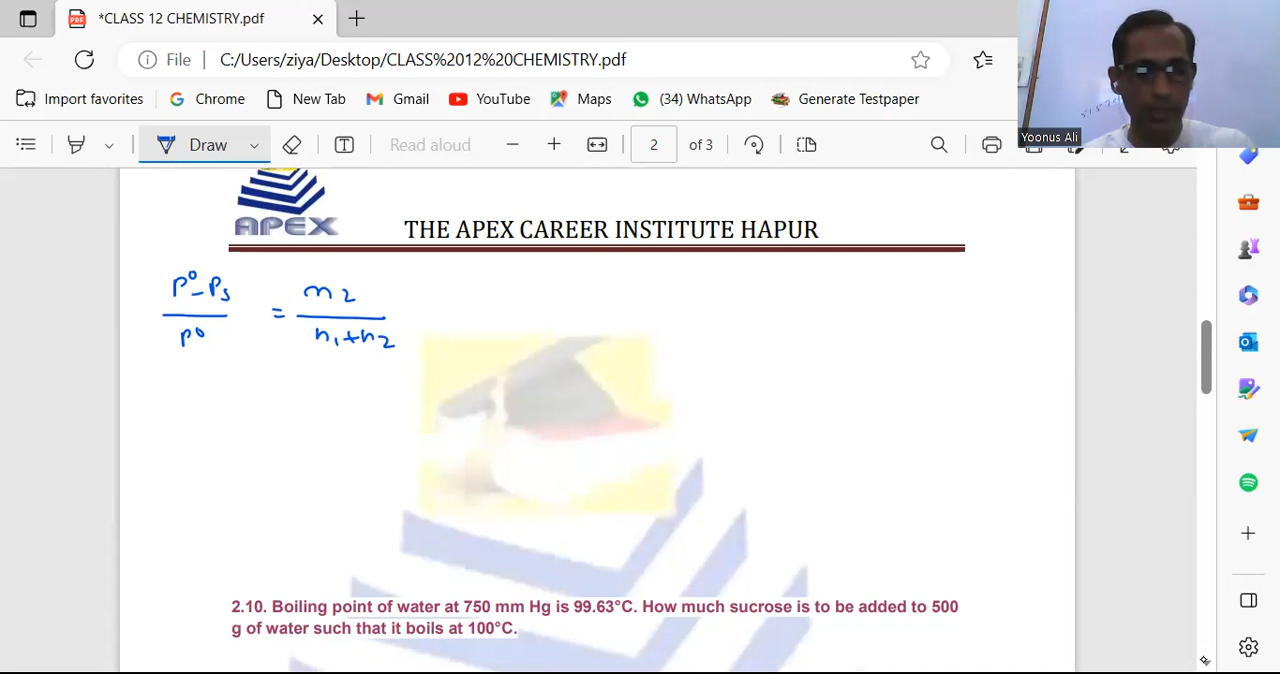 *CLASS 12 CHEMISTRY.pdf
File | C:/Users/ziya/Desktop/CLASS%2012%20CHEMISTRY.pdf
Import favorites Chrome New Tab Gmail YouTube Maps (34) WhatsApp Generate Testpaper
Draw Read aloud 2 of 3
Yoonus Ali
APEX
THE APEX CAREER INSTITUTE HAPUR
P⁰-Ps = n2
P⁰ n1+n2
2.10. Boiling point of water at 750 mm Hg is 99.63°C. How much sucrose is to be added to 500
g of water such that it boils at 100°C.